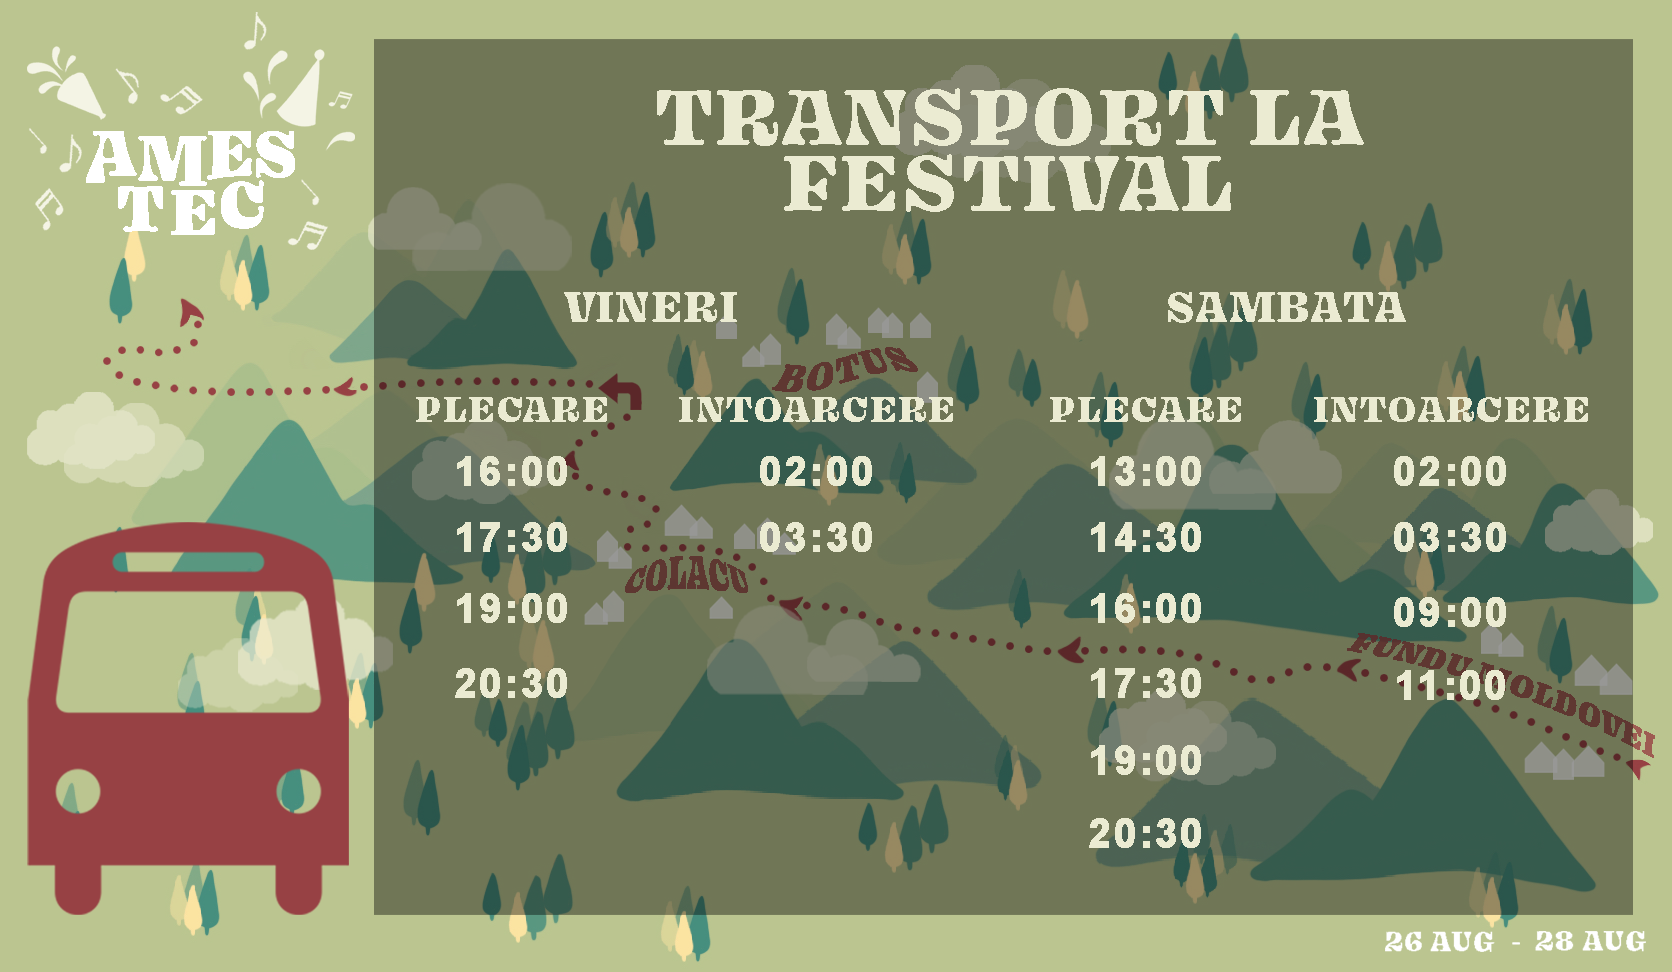 AMES
TEC
TRANSPORT LA
FESTIVAL
VINERI
SAMBATA
BOTUS
PLECARE INTOARCERE PLECARE INTOARCERE
16:00 02:00 13:00 02:00
17:30 03:30 14:30 03:30
COLACU
19:00 16:00 09:00
FUNDU MOLDOVEI
20:30 17:30 11:00
19:00
20:30
26 AUG - 28 AUG